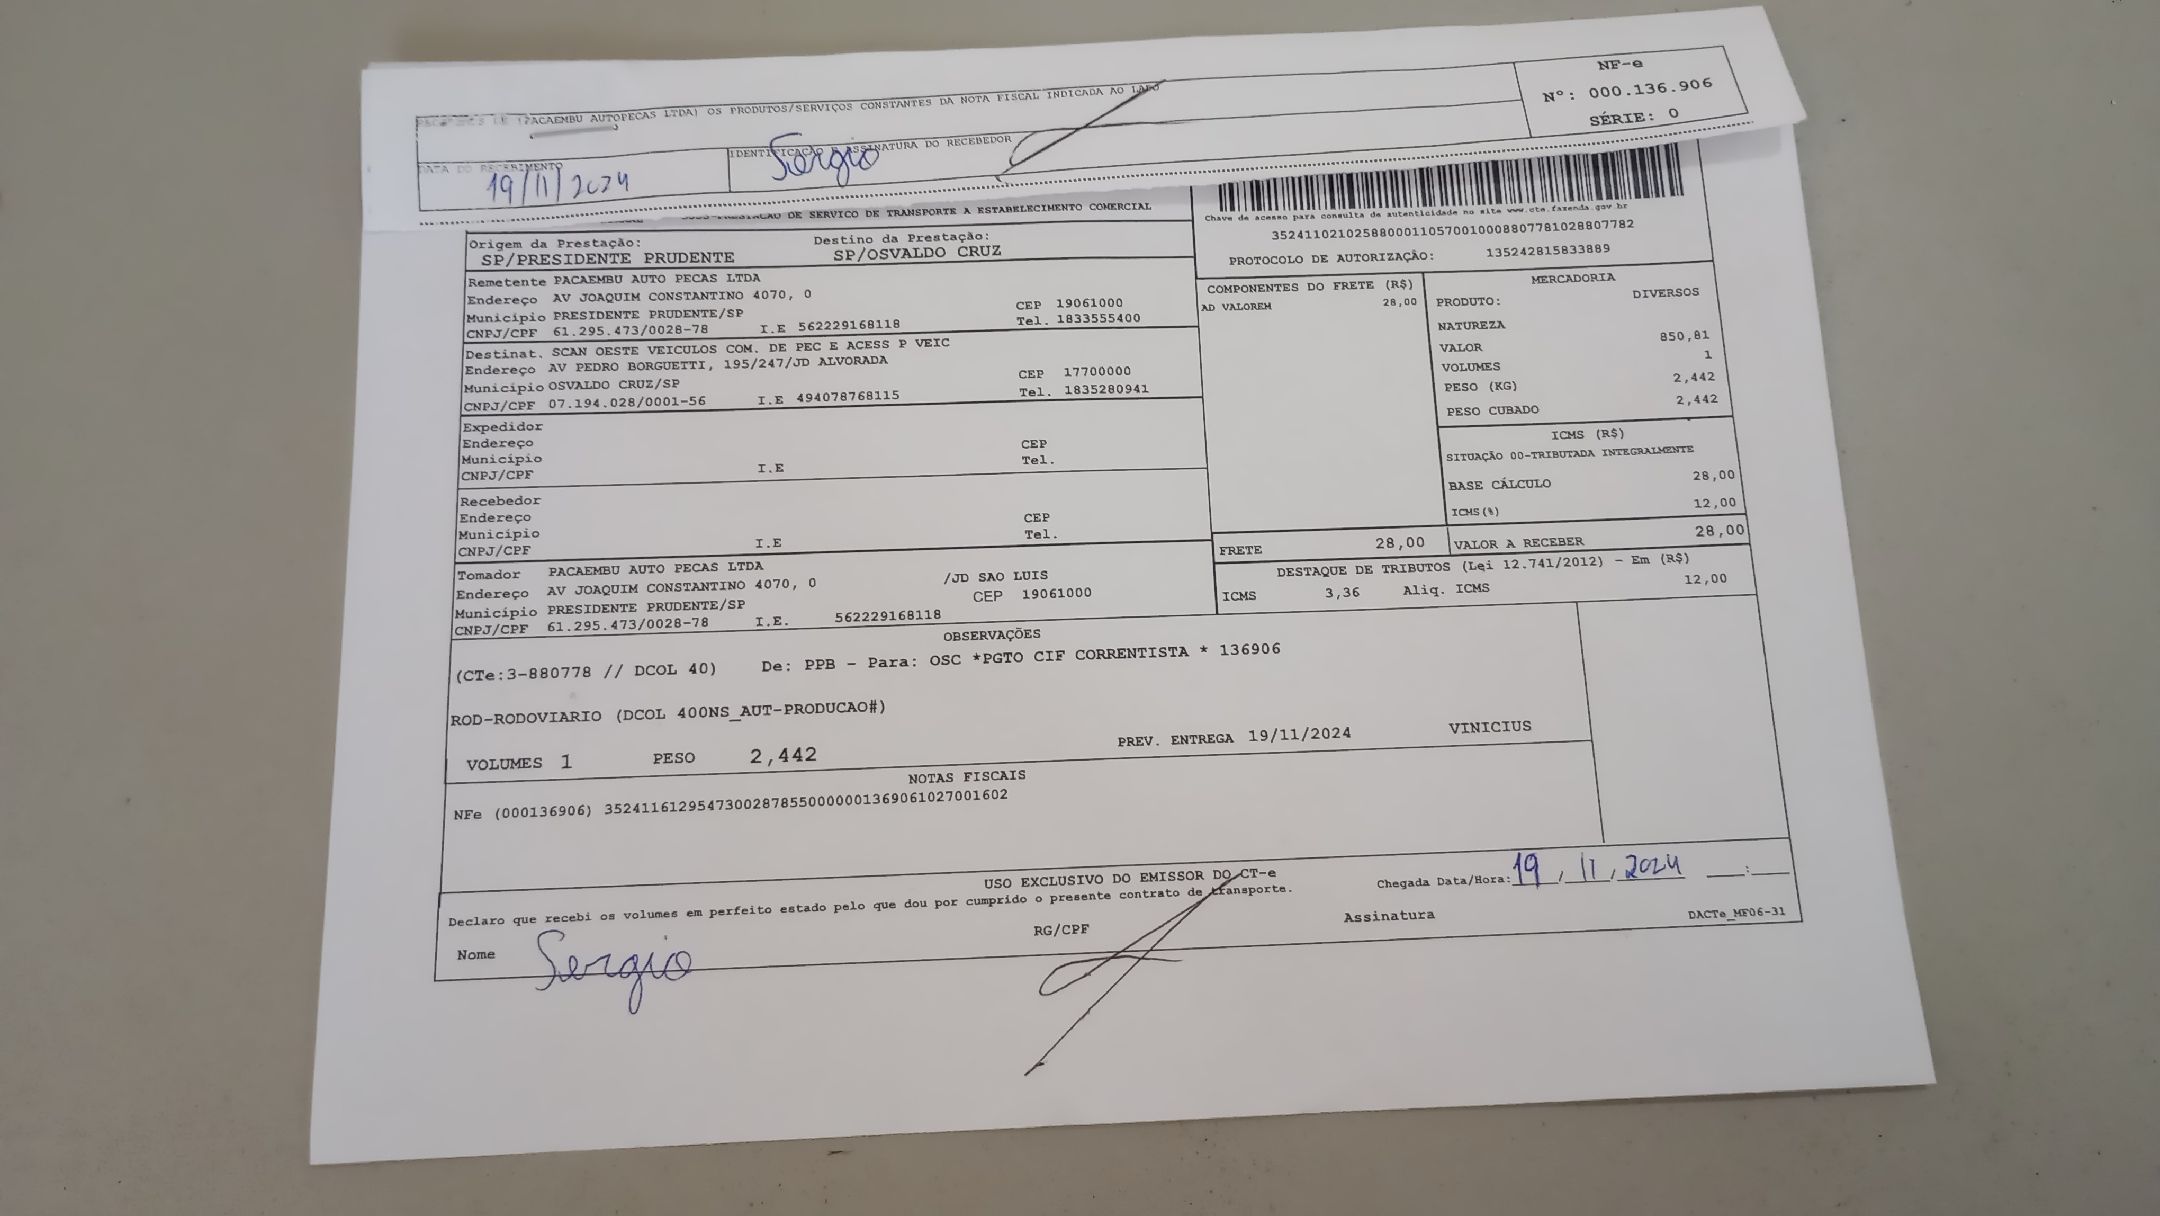 (PACAEMBU AUTOPECAS LTDA) OS PRODUTOS/SERVIÇOS CONSTANTES DA NOTA FISCAL INDICADA AO LADO
NF-e
Nº: 000.136.906
SÉRIE: 0
DATA DO RECEBIMENTO
19/11/2024
IDENTIFICAÇÃO E ASSINATURA DO RECEBEDOR
Sergio
DE SERVICO DE TRANSPORTE A ESTABELECIMENTO COMERCIAL
Chave de acesso para consulta de autenticidade no site www.cte.fazenda.gov.br
35241102102588000110570010008807781028807782
PROTOCOLO DE AUTORIZAÇÃO: 135242815833889
Origem da Prestação: Destino da Prestação:
SP/PRESIDENTE PRUDENTE SP/OSVALDO CRUZ
Remetente PACAEMBU AUTO PECAS LTDA
Endereço AV JOAQUIM CONSTANTINO 4070, 0
Município PRESIDENTE PRUDENTE/SP CEP 19061000
CNPJ/CPF 61.295.473/0028-78 I.E 562229168118 Tel. 1833555400
Destinat. SCAN OESTE VEICULOS COM. DE PEC E ACESS P VEIC
Endereço AV PEDRO BORGUETTI, 195/247/JD ALVORADA
Município OSVALDO CRUZ/SP CEP 17700000
CNPJ/CPF 07.194.028/0001-56 I.E 494078768115 Tel. 1835280941
Expedidor
Endereço CEP
Município Tel.
CNPJ/CPF I.E
Recebedor
Endereço CEP
Município Tel.
CNPJ/CPF I.E
Tomador PACAEMBU AUTO PECAS LTDA
Endereço AV JOAQUIM CONSTANTINO 4070, 0 /JD SAO LUIS
Município PRESIDENTE PRUDENTE/SP CEP 19061000
CNPJ/CPF 61.295.473/0028-78 I.E. 562229168118
COMPONENTES DO FRETE (R$)
AD VALOREM 28,00
MERCADORIA
PRODUTO: DIVERSOS
NATUREZA
VALOR 850,81
VOLUMES 1
PESO (KG) 2,442
PESO CUBADO 2,442
ICMS (R$)
SITUAÇÃO 00-TRIBUTADA INTEGRALMENTE
BASE CÁLCULO 28,00
ICMS(%) 12,00
FRETE 28,00 VALOR A RECEBER 28,00
DESTAQUE DE TRIBUTOS (Lei 12.741/2012) - Em (R$)
ICMS 3,36 Aliq. ICMS 12,00
OBSERVAÇÕES
(CTe:3-880778 // DCOL 40) De: PPB - Para: OSC *PGTO CIF CORRENTISTA * 136906
ROD-RODOVIARIO (DCOL 400NS_AUT-PRODUCAO#)
VOLUMES 1 PESO 2,442 PREV. ENTREGA 19/11/2024 VINICIUS
NOTAS FISCAIS
NFe (000136906) 35241161295473002878550000001369061027001602
USO EXCLUSIVO DO EMISSOR DO CT-e
Declaro que recebi os volumes em perfeito estado pelo que dou por cumprido o presente contrato de transporte.
Chegada Data/Hora: 19/11/2024 __:__
Nome Sergio RG/CPF Assinatura DACTe_MF06-31